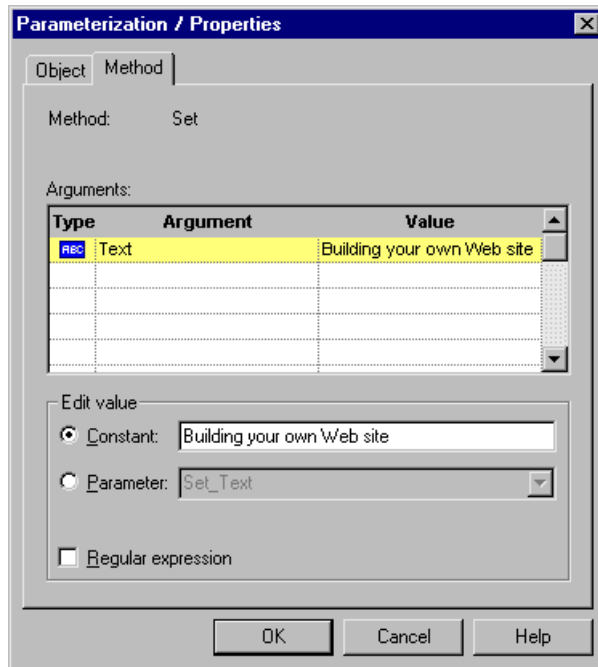 Parameterization / Properties
Object Method
Method: Set
Arguments:
Type Argument Value
ABC Text Building your own Web site
Edit value
Constant: Building your own Web site
Parameter: Set_Text
Regular expression
OK Cancel Help